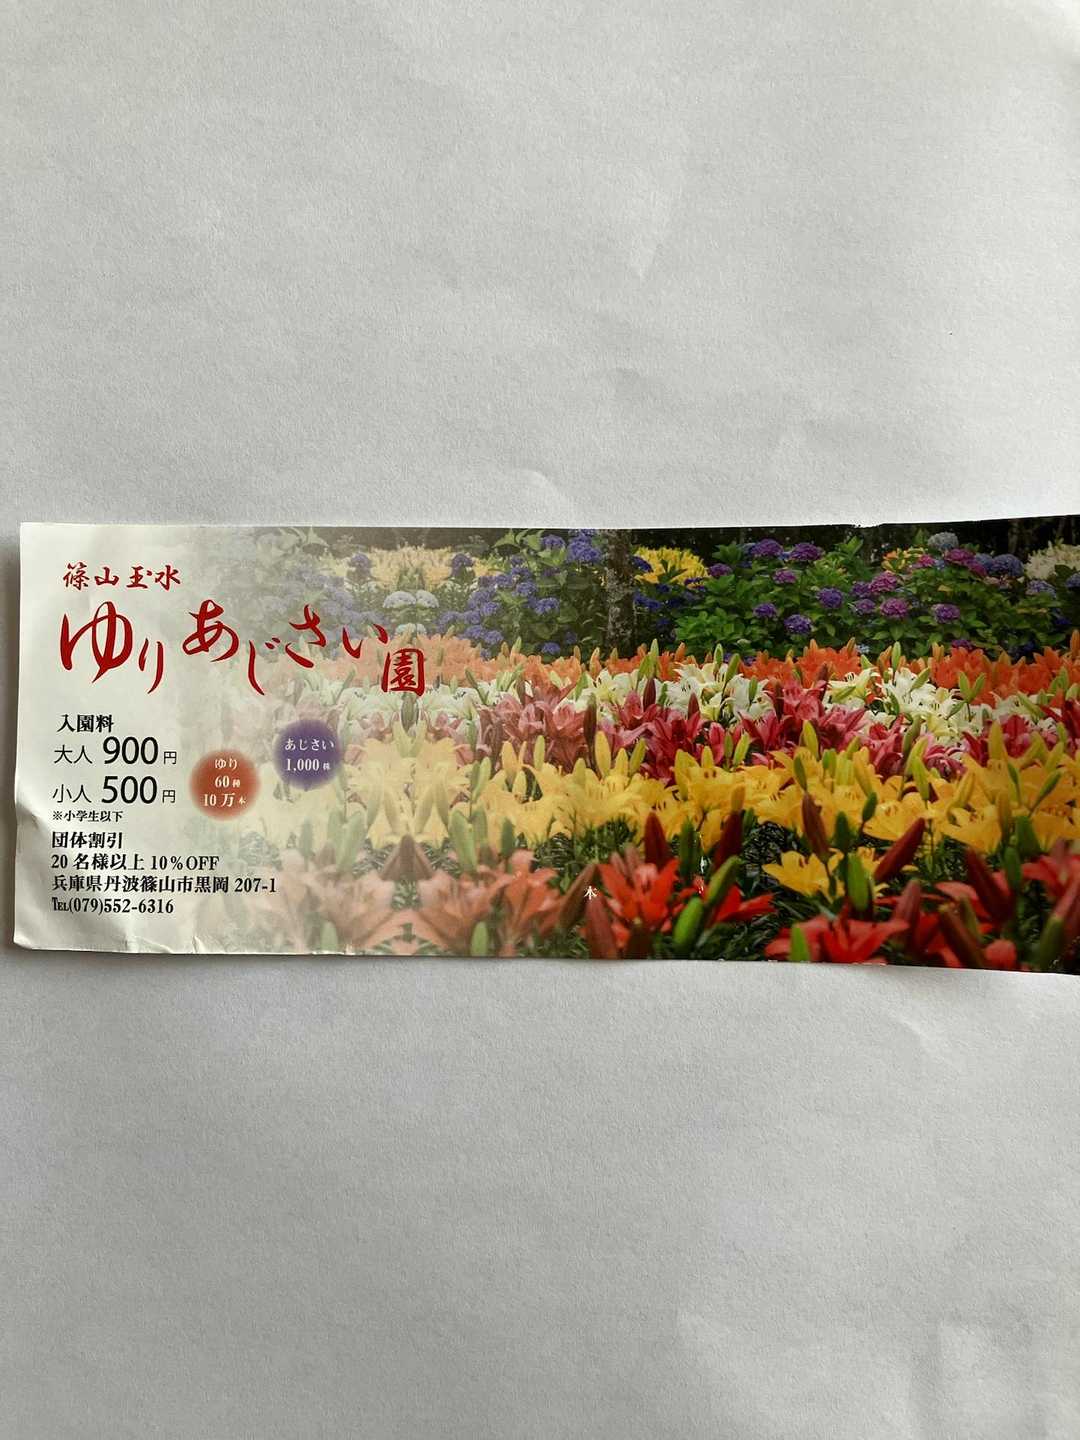 篠山玉水
ゆりあじさい園
入園料
大人 900円
小人 500円
※小学生以下
ゆり
60種
10万本
あじさい
1,000株
団体割引
20名様以上10%OFF
兵庫県丹波篠山市黒岡 207-1
℡(079)552-6316
本